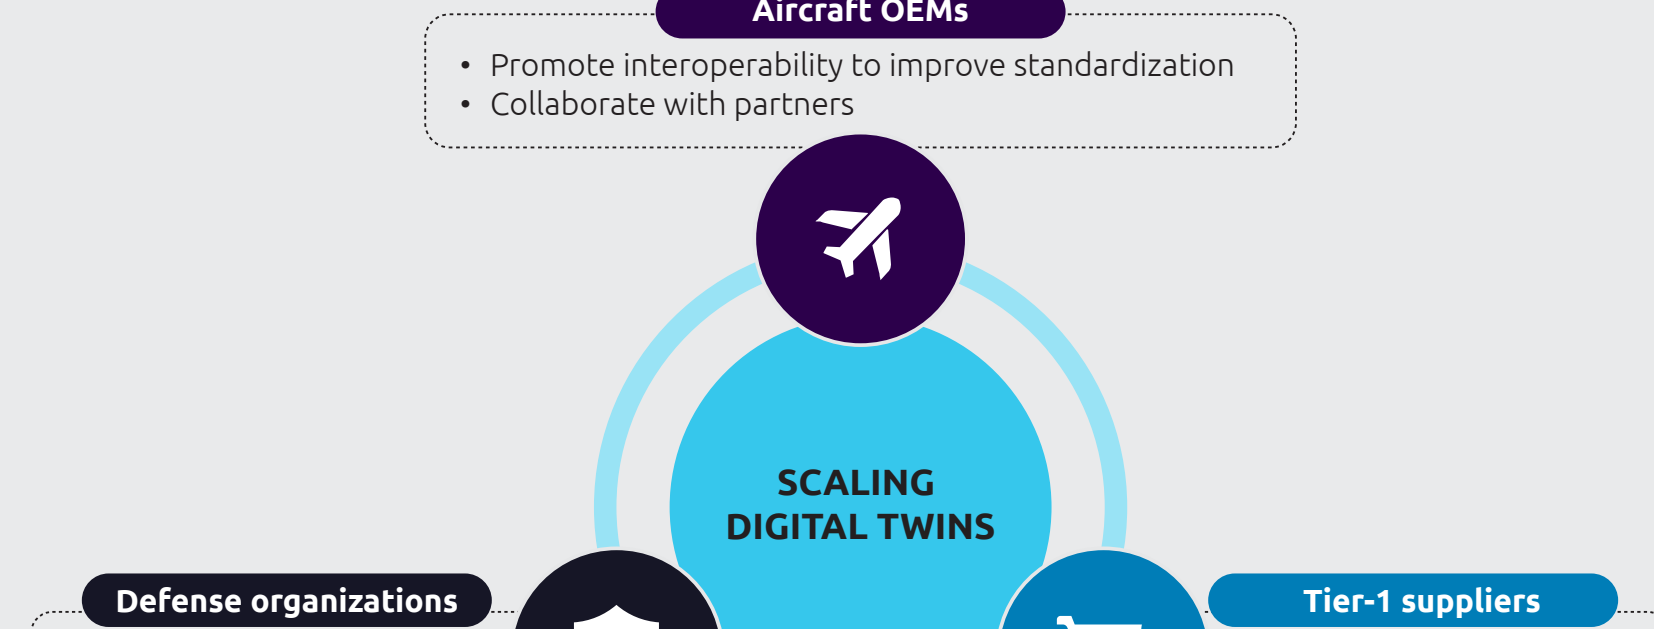 Aircraft OEMs
• Promote interoperability to improve standardization
• Collaborate with partners
SCALING
DIGITAL TWINS
Defense organizations
Tier-1 suppliers